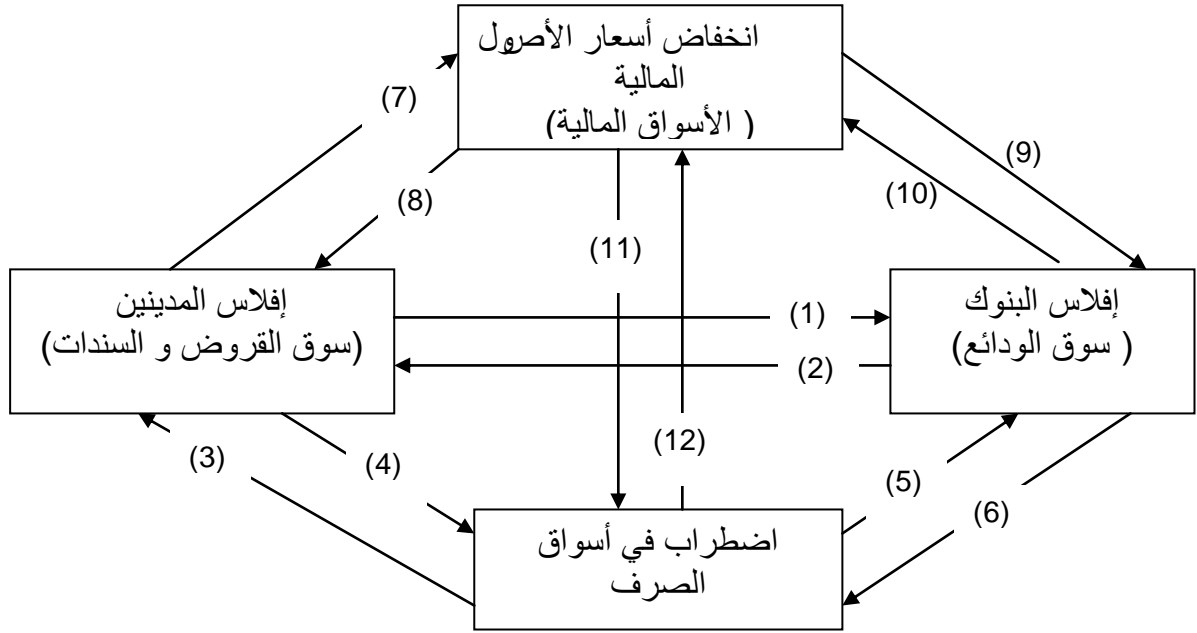 انخفاض أسعار الأصول
المالية
( الأسواق المالية)
(7)
(9)
(10)
(8)
(11)
إفلاس المدينين
(سوق القروض و السندات)
إفلاس البنوك
( سوق الودائع)
(1)
(2)
(12)
(3)
(4)
(5)
(6)
اضطراب في أسواق
الصرف